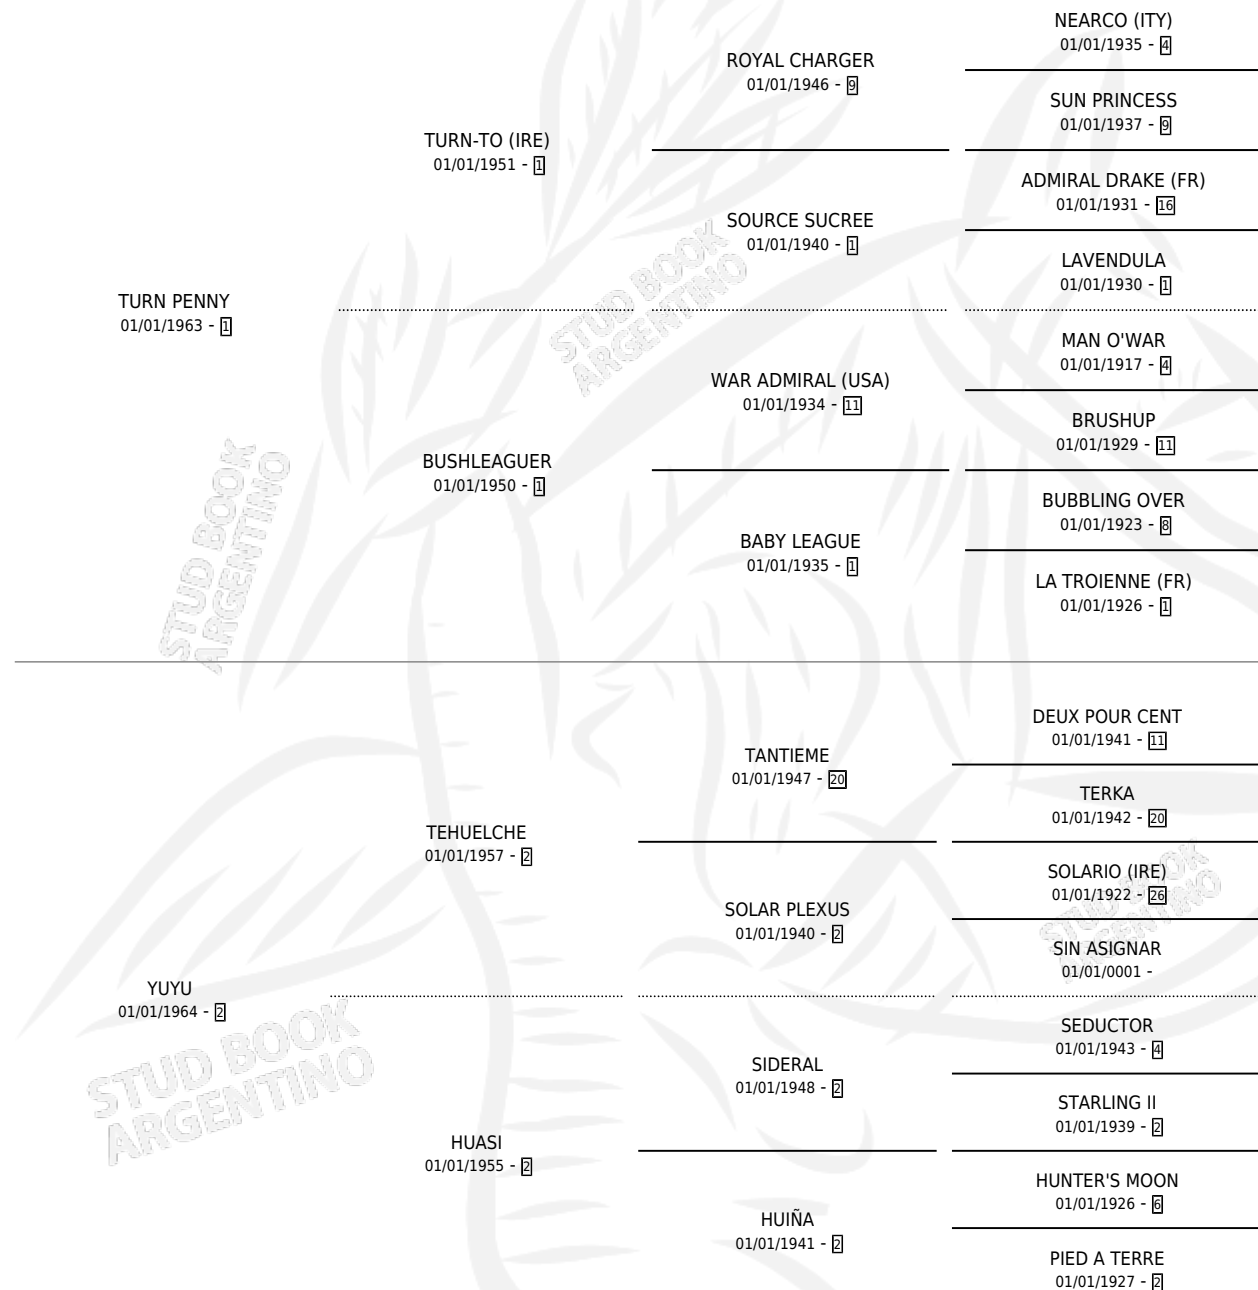 NEARCO (ITY)
01/01/1935 - 4
ROYAL CHARGER
01/01/1946 - 9
SUN PRINCESS
01/01/1937 - 9
TURN-TO (IRE)
01/01/1951 - 1
ADMIRAL DRAKE (FR)
01/01/1931 - 16
SOURCE SUCREE
01/01/1940 - 1
LAVENDULA
01/01/1930 - 1
TURN PENNY
01/01/1963 - 1
STUD BOOK
ARGENTINO
MAN O'WAR
01/01/1917 - 4
WAR ADMIRAL (USA)
01/01/1934 - 11
BRUSHUP
01/01/1929 - 11
BUSHLEAGUER
01/01/1950 - 1
BUBBLING OVER
01/01/1923 - 8
BABY LEAGUE
01/01/1935 - 1
LA TROIENNE (FR)
01/01/1926 - 1
STUD BOOK
ARGENTINO
DEUX POUR CENT
01/01/1941 - 11
TANTIEME
01/01/1947 - 20
TERKA
01/01/1942 - 20
TEHUELCHE
01/01/1957 - 2
SOLARIO (IRE)
01/01/1922 - 26
SOLAR PLEXUS
01/01/1940 - 2
STUD BOOK
ARGENTINO
SIN ASIGNAR
01/01/0001 -
YUYU
01/01/1964 - 2
SEDUCTOR
01/01/1943 - 4
SIDERAL
01/01/1948 - 2
STUD BOOK
ARGENTINO
STARLING II
01/01/1939 - 2
HUASI
01/01/1955 - 2
HUNTER'S MOON
01/01/1926 - 6
HUIÑA
01/01/1941 - 2
PIED A TERRE
01/01/1927 - 2